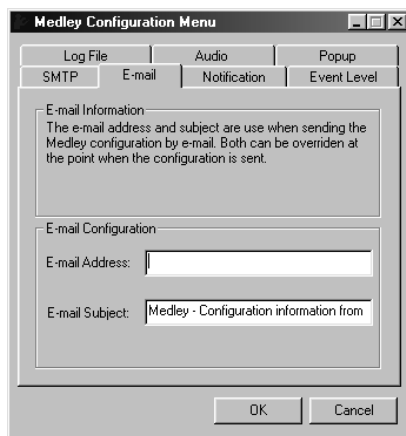 Medley Configuration Menu
Log File Audio Popup
SMTP E-mail Notification Event Level
E-mail Information
The e-mail address and subject are use when sending the
Medley configuration by e-mail. Both can be overriden at
the point when the configuration is sent.
E-mail Configuration
E-mail Address:
E-mail Subject: Medley - Configuration information from
OK Cancel